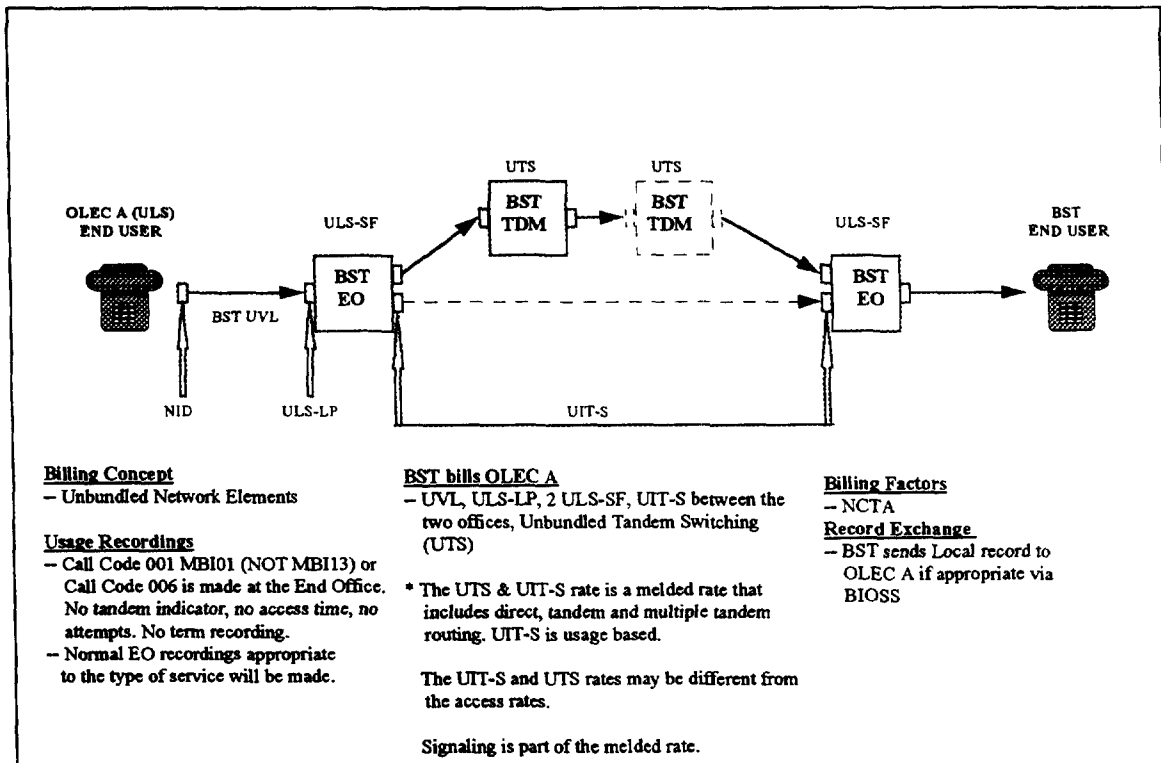 UTS
UTS
BST
TDM
BST
TDM
OLEC A (ULS)
END USER
ULS-SF
ULS-SF
BST
END USER
BST
EO
BST
EO
BST UVL
NID
ULS-LP
UIT-S
Billing Concept
– Unbundled Network Elements
Usage Recordings
– Call Code 001 MBI01 (NOT MBI13) or
Call Code 006 is made at the End Office.
No tandem indicator, no access time, no
attempts. No term recording.
– Normal EO recordings appropriate
to the type of service will be made.
BST bills OLEC A
– UVL, ULS-LP, 2 ULS-SF, UIT-S between the
two offices, Unbundled Tandem Switching
(UTS)
* The UTS & UIT-S rate is a melded rate that
includes direct, tandem and multiple tandem
routing. UIT-S is usage based.
The UIT-S and UTS rates may be different from
the access rates.
Signaling is part of the melded rate.
Billing Factors
– NCTA
Record Exchange
– BST sends Local record to
OLEC A if appropriate via
BIOSS